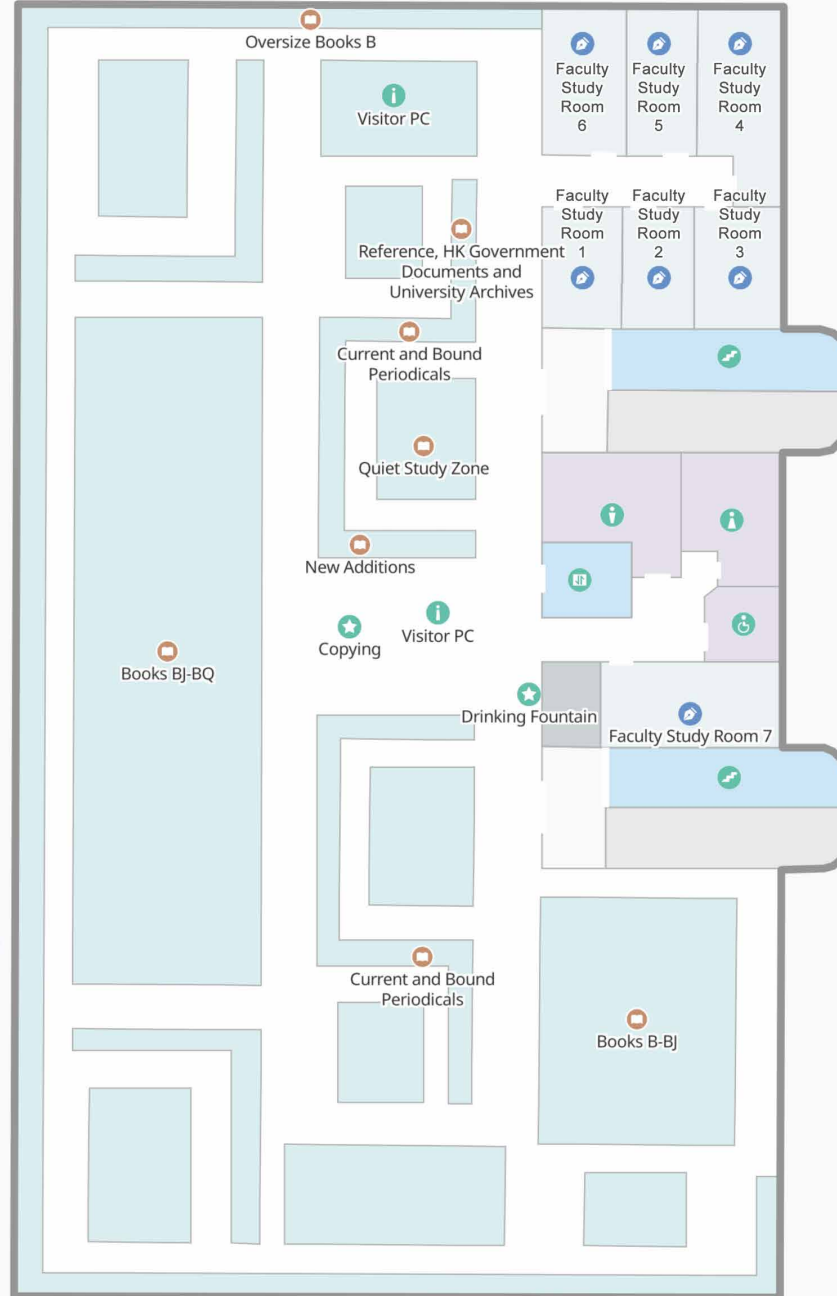 Oversize Books B
Visitor PC
Faculty
Study
Room
6
Faculty
Study
Room
5
Faculty
Study
Room
4
Faculty
Study
Room
1
Faculty
Study
Room
2
Faculty
Study
Room
3
Reference, HK Government
Documents and
University Archives
Current and Bound
Periodicals
Quiet Study Zone
New Additions
Copying
Visitor PC
Books BJ-BQ
Drinking Fountain
Faculty Study Room 7
Current and Bound
Periodicals
Books B-BJ